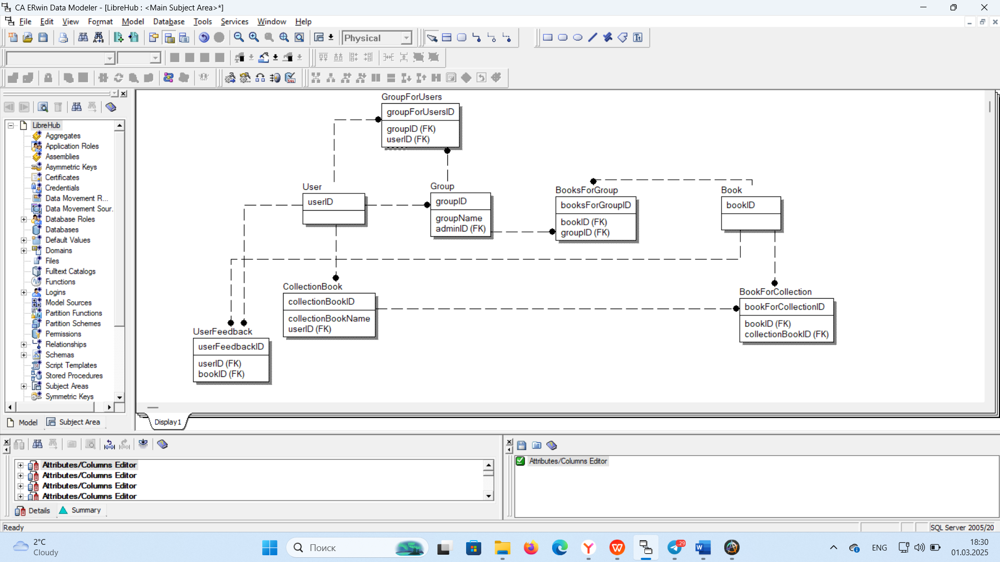 CA ERwin Data Modeler - [LibreHub : <Main Subject Area>*]
File Edit View Format Model Database Tools Services Window Help
Physical
LibreHub
Aggregates
Application Roles
Assemblies
Asymmetric Keys
Certificates
Credentials
Data Movement R...
Data Movement Sour.
Database Roles
Databases
Default Values
Domains
Files
Fulltext Catalogs
Functions
Logins
Model Sources
Partition Functions
Partition Schemes
Permissions
Relationships
Schemas
Script Templates
Stored Procedures
Subject Areas
Symmetric Keys
Model Subject Area
GroupForUsers
groupForUsersID
groupID (FK)
userID (FK)
User
userID
Group
groupID
groupName
adminID (FK)
BooksForGroup
booksForGroupID
bookID (FK)
groupID (FK)
Book
bookID
CollectionBook
collectionBookID
collectionBookName
userID (FK)
BookForCollection
bookForCollectionID
bookID (FK)
collectionBookID (FK)
UserFeedback
userFeedbackID
userID (FK)
bookID (FK)
Display1
Attributes/Columns Editor
Attributes/Columns Editor
Attributes/Columns Editor
Attributes/Columns Editor
Details Summary
Attributes/Columns Editor
Ready
SQL Server 2005/20
2°C
Cloudy
Поиск
29
ENG
18:30
01.03.2025